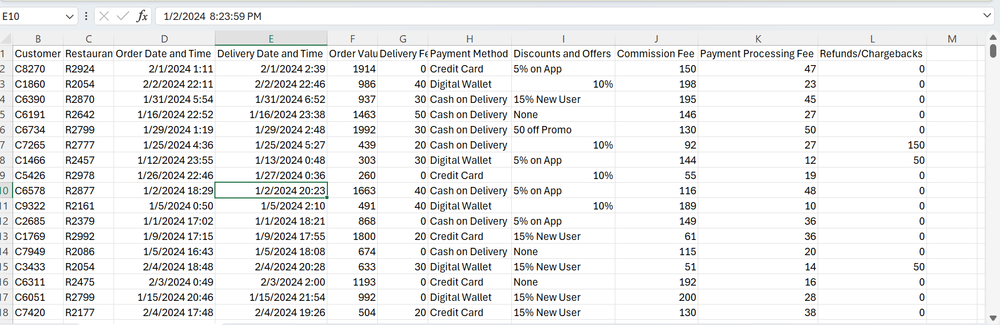 E10 fx 1/2/2024 8:23:59 PM
B C D E F G H I J K L M
1 Customer Restauran Order Date and Time Delivery Date and Time Order Valu Delivery Fe Payment Method Discounts and Offers Commission Fee Payment Processing Fee Refunds/Chargebacks
2 C8270 R2924 2/1/2024 1:11 2/1/2024 2:39 1914 0 Credit Card 5% on App 150 47 0
3 C1860 R2054 2/2/2024 22:11 2/2/2024 22:46 986 40 Digital Wallet 10% 198 23 0
4 C6390 R2870 1/31/2024 5:54 1/31/2024 6:52 937 30 Cash on Delivery 15% New User 195 45 0
5 C6191 R2642 1/16/2024 22:52 1/16/2024 23:38 1463 50 Cash on Delivery None 146 27 0
6 C6734 R2799 1/29/2024 1:19 1/29/2024 2:48 1992 30 Cash on Delivery 50 off Promo 130 50 0
7 C7265 R2777 1/25/2024 4:36 1/25/2024 5:27 439 20 Cash on Delivery 10% 92 27 150
8 C1466 R2457 1/12/2024 23:55 1/13/2024 0:48 303 30 Digital Wallet 5% on App 144 12 50
9 C5426 R2978 1/26/2024 22:46 1/27/2024 0:36 260 0 Credit Card 10% 55 19 0
10 C6578 R2877 1/2/2024 18:29 1/2/2024 20:23 1663 40 Cash on Delivery 5% on App 116 48 0
11 C9322 R2161 1/5/2024 0:50 1/5/2024 2:10 491 40 Digital Wallet 10% 189 10 0
12 C2685 R2379 1/1/2024 17:02 1/1/2024 18:21 868 0 Cash on Delivery 5% on App 149 36 0
13 C1769 R2992 1/9/2024 17:15 1/9/2024 17:55 1800 20 Credit Card 15% New User 61 36 0
14 C7949 R2086 1/5/2024 16:43 1/5/2024 18:08 674 0 Cash on Delivery None 115 20 0
15 C3433 R2054 2/4/2024 18:48 2/4/2024 20:28 633 30 Digital Wallet 15% New User 51 14 50
16 C6311 R2475 2/3/2024 0:49 2/3/2024 2:00 1193 0 Credit Card None 192 16 0
17 C6051 R2799 1/15/2024 20:46 1/15/2024 21:54 992 0 Digital Wallet 15% New User 200 28 0
18 C7420 R2177 2/4/2024 17:48 2/4/2024 19:26 504 20 Credit Card 15% New User 130 38 0